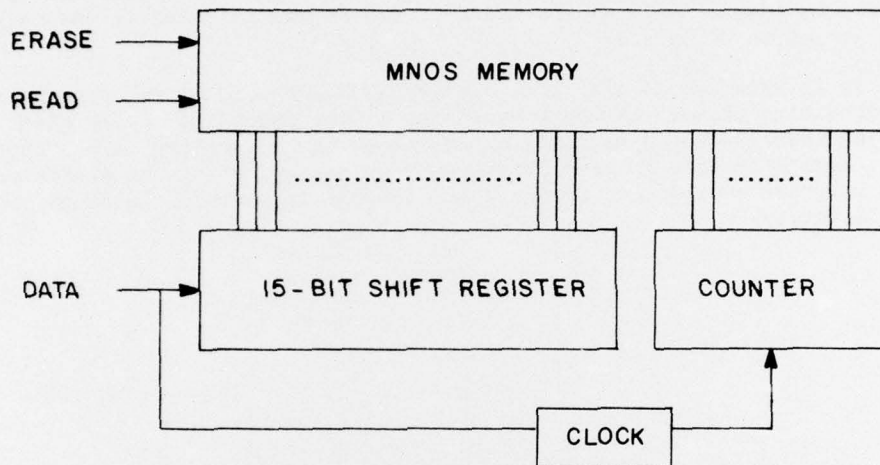 ERASE
MNOS MEMORY
READ
DATA
15-BIT SHIFT REGISTER
COUNTER
CLOCK